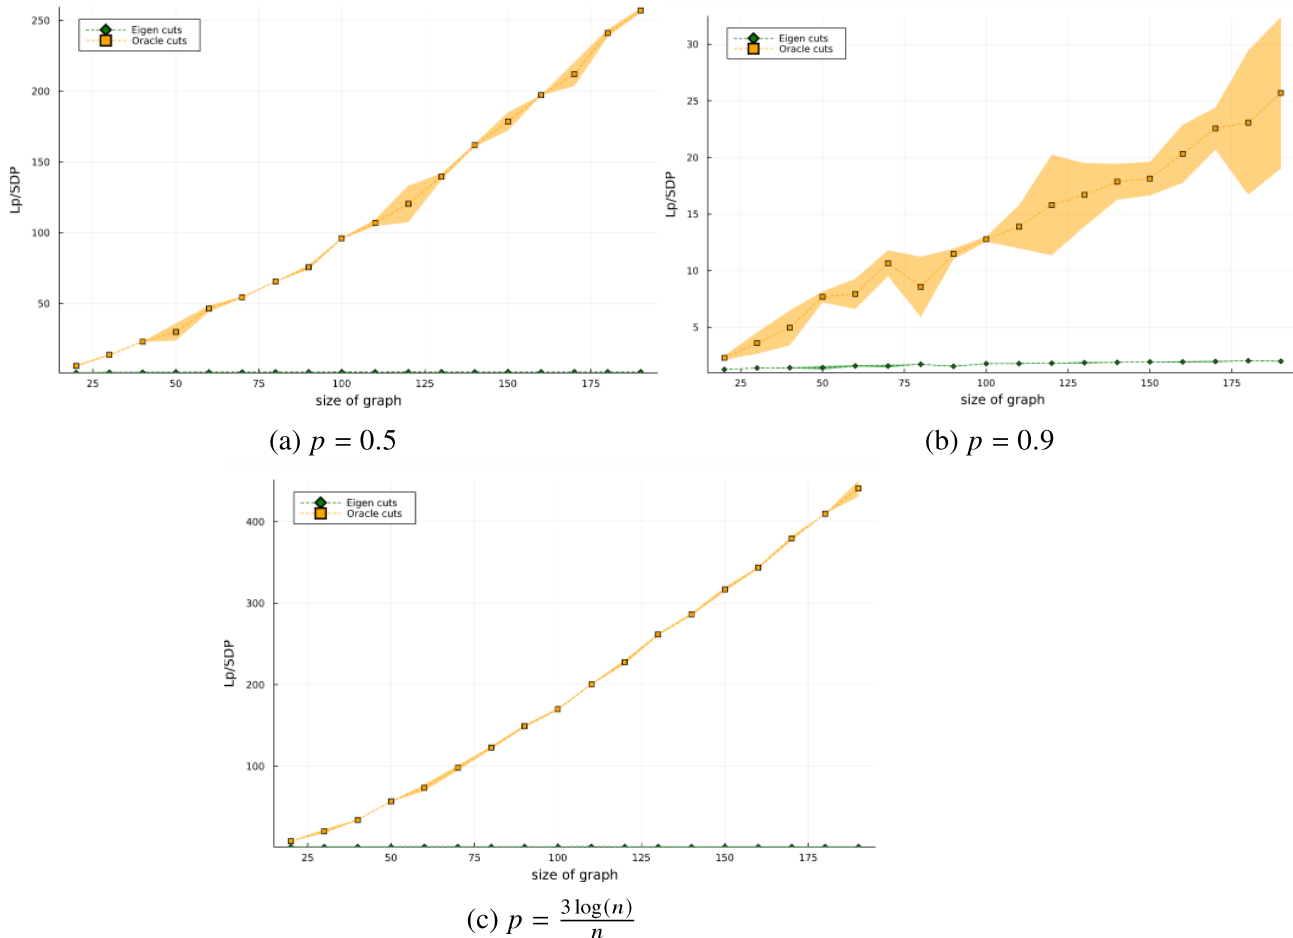 Eigen cuts
Oracle cuts
250
200
150
100
50
Lp/SDP
25 50 75 100 125 150 175
size of graph
(a) p = 0.5
Eigen cuts
Oracle cuts
30
25
20
15
10
5
Lp/SDP
25 50 75 100 125 150 175
size of graph
(b) p = 0.9
Eigen cuts
Oracle cuts
400
300
200
100
Lp/SDP
25 50 75 100 125 150 175
size of graph
(c) p = 3 log(n) / n